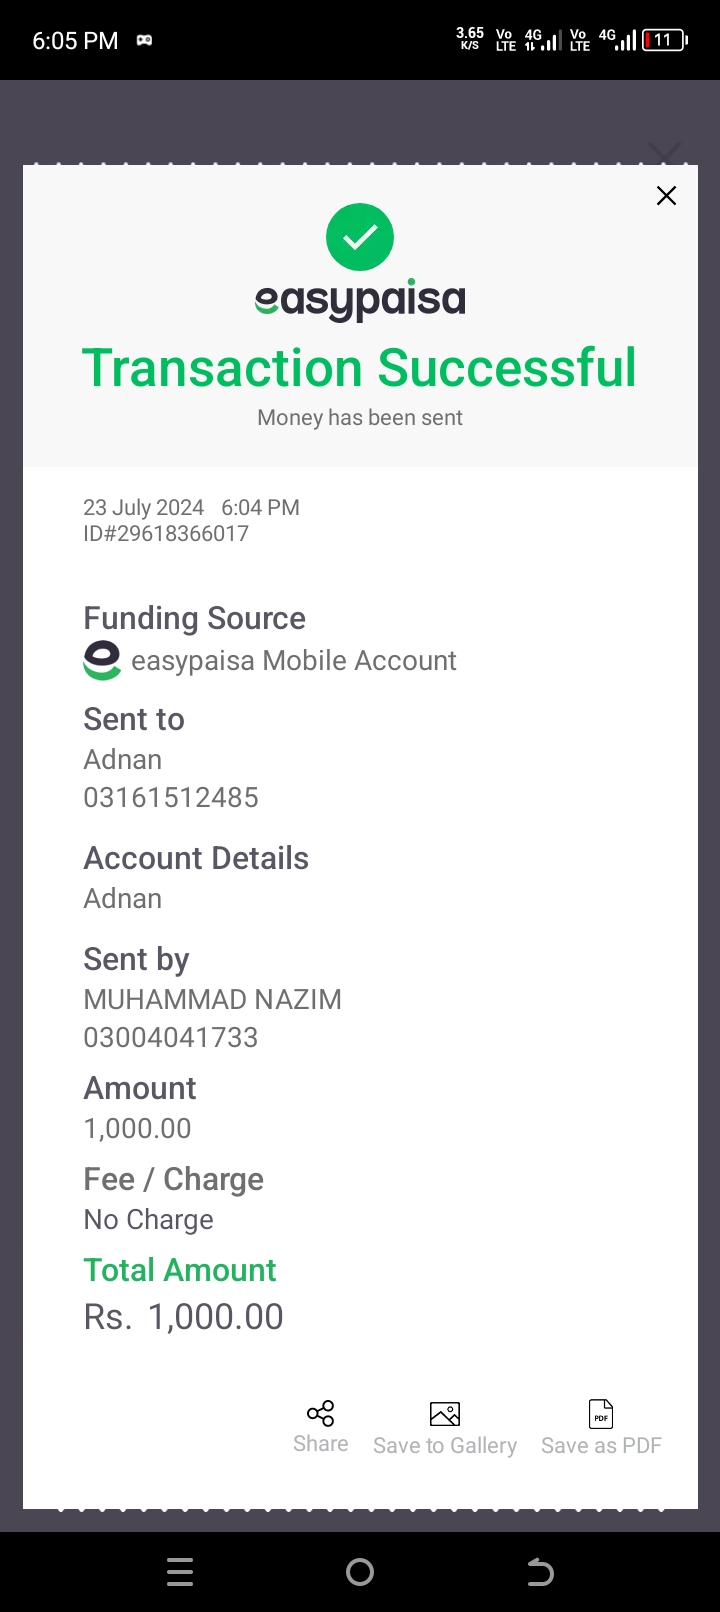 6:05 PM
3.65 K/S Vo LTE 4G Vo LTE 4G 11
easypaisa
Transaction Successful
Money has been sent
23 July 2024 6:04 PM
ID#29618366017
Funding Source
easypaisa Mobile Account
Sent to
Adnan
03161512485
Account Details
Adnan
Sent by
MUHAMMAD NAZIM
03004041733
Amount
1,000.00
Fee / Charge
No Charge
Total Amount
Rs. 1,000.00
PDF
Share Save to Gallery Save as PDF